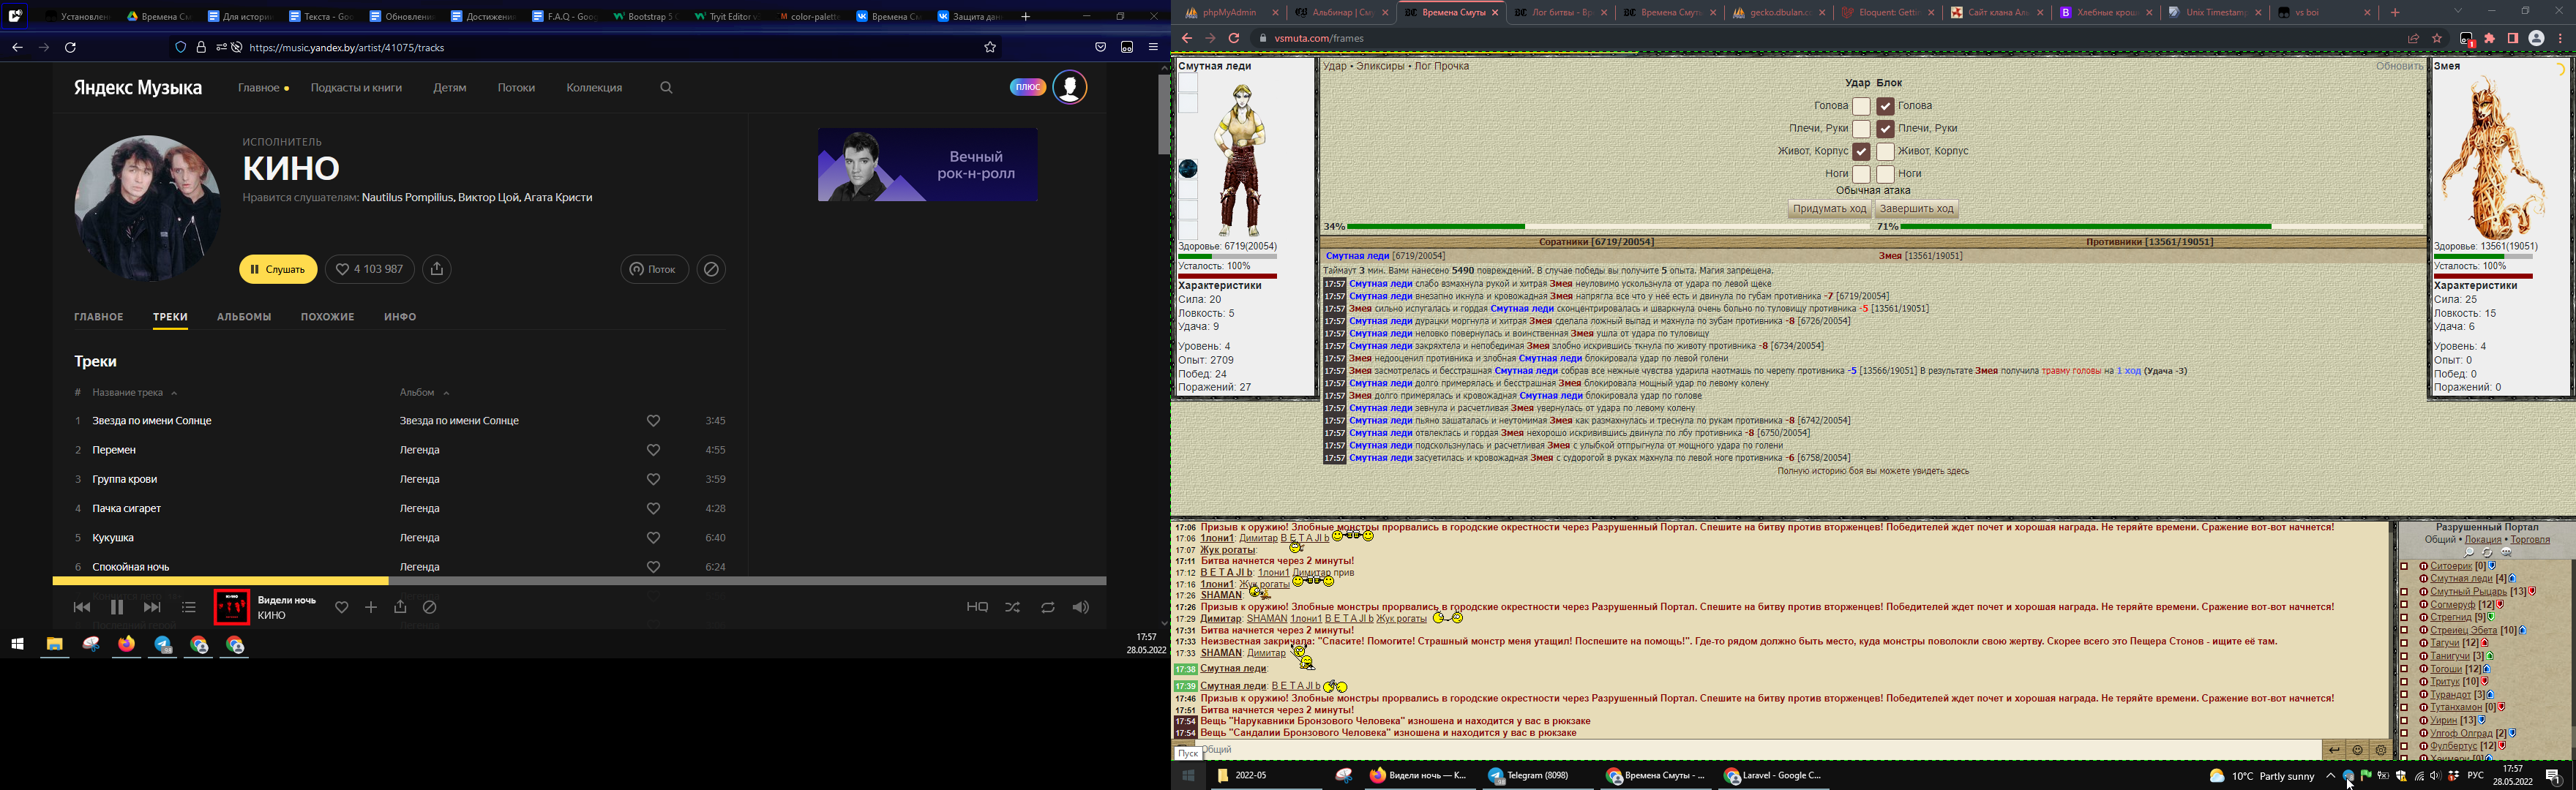 Установлен
Времена См
Для истори
Текста - Goo
Обновление
Достижения
F.A.Q - Goog
Bootstrap 5 C
Tryit Editor v
color-palette
Времена См
Защита дан
https://music.yandex.by/artist/41075/tracks
Яндекс Музыка
Главное
Подкасты и книги
Детям
Потоки
Коллекция
ПЛЮС
ИСПОЛНИТЕЛЬ
КИНО
Нравится слушателям: Nautilus Pompilius, Виктор Цой, Агата Кристи
Вечный
рок-н-ролл
Слушать
4 103 987
Поток
ГЛАВНОЕ ТРЕКИ АЛЬБОМЫ ПОХОЖИЕ ИНФО
Треки
# Название трека Альбом
1 Звезда по имени Солнце Звезда по имени Солнце 3:45
2 Перемен Легенда 4:55
3 Группа крови Легенда 3:59
4 Пачка сигарет Легенда 4:28
5 Кукушка Легенда 6:40
6 Спокойная ночь Легенда 6:24
Видели ночь
КИНО
HQ
17:57
28.05.2022
phpMyAdmin
Альбинар | См
Времена Смуты
Лог битвы - Вр
Времена Смуты
gecko.dbulan.c
Eloquent: Getti
Сайт клана Аль
Хлебные крош
Unix Timestamp
vs boi
vsmuta.com/frames
Смутная леди
Здоровье: 6719(20054)
Усталость: 100%
Характеристики
Сила: 20
Ловкость: 5
Удача: 9
Уровень: 4
Опыт: 2709
Побед: 24
Поражений: 27
Удар • Эликсиры • Лог Прочка
Обновить
Удар Блок
Голова Голова
Плечи, Руки Плечи, Руки
Живот, Корпус Живот, Корпус
Ноги Ноги
Обычная атака
Придумать ход Завершить ход
34% 71%
Соратники [6719/20054] Противники [13561/19051]
Смутная леди [6719/20054] Змея [13561/19051]
Таймаут 3 мин. Вами нанесено 5490 повреждений. В случае победы вы получите 5 опыта. Магия запрещена.
17:57 Смутная леди слабо взмахнула рукой и хитрая Змея неуловимо ускользнула от удара по левой щеке
17:57 Смутная леди внезапно икнула и кровожадная Змея напрягла все что у неё есть и двинула по губам противника -7 [6719/20054]
17:57 Змея сильно испугалась и гордая Смутная леди сконцентрировалась и шваркнула очень больно по туловищу противника -5 [13561/19051]
17:57 Смутная леди дурацки моргнула и хитрая Змея сделала ложный выпад и махнула по зубам противника -8 [6726/20054]
17:57 Смутная леди неловко повернулась и воинственная Змея ушла от удара по туловищу
17:57 Смутная леди закряхтела и непобедимая Змея злобно искрившись ткнула по животу противника -8 [6734/20054]
17:57 Змея недооценил противника и злобная Смутная леди блокировала удар по левой голени
17:57 Змея засмотрелась и бесстрашная Смутная леди собрав все нежные чувства ударила наотмашь по черепу противника -5 [13566/19051] В результате Змея получила травму головы на 1 ход (Удача -3)
17:57 Смутная леди долго примерялась и бесстрашная Змея блокировала мощный удар по левому колену
17:57 Змея долго примерялась и кровожадная Смутная леди блокировала удар по голове
17:57 Смутная леди зевнула и расчетливая Змея увернулась от удара по левому колену
17:57 Смутная леди пьяно зашаталась и неутомимая Змея как размахнулась и треснула по рукам противника -8 [6742/20054]
17:57 Смутная леди отвлеклась и гордая Змея нехорошо искривившись двинула по лбу противника -8 [6750/20054]
17:57 Смутная леди подскользнулась и расчетливая Змея с улыбкой отпрыгнула от мощного удара по голени
17:57 Смутная леди засуетилась и кровожадная Змея с судорогой в руках махнула по левой ноге противника -6 [6758/20054]
Полную историю боя вы можете увидеть здесь
Змея
Здоровье: 13561(19051)
Усталость: 100%
Характеристики
Сила: 25
Ловкость: 15
Удача: 6
Уровень: 4
Опыт: 0
Побед: 0
Поражений: 0
17:06 Призыв к оружию! Злобные монстры прорвались в городские окрестности через Разрушенный Портал. Спешите на битву против вторженцев! Победителей ждет почет и хорошая награда. Не теряйте времени. Сражение вот-вот начнется!
17:06 1лони1: Димитар B E T A JI b
17:07 Жук рогаты:
17:11 Битва начнется через 2 минуты!
17:12 B E T A JI b: 1лони1 Димитар прив
17:16 1лони1: Жук рогаты
17:26 SHAMAN:
17:26 Призыв к оружию! Злобные монстры прорвались в городские окрестности через Разрушенный Портал. Спешите на битву против вторженцев! Победителей ждет почет и хорошая награда. Не теряйте времени. Сражение вот-вот начнется!
17:29 Димитар: SHAMAN 1лони1 B E T A JI b Жук рогаты
17:31 Битва начнется через 2 минуты!
17:33 Неизвестная закричала: "Спасите! Помогите! Страшный монстр меня утащил! Поспешите на помощь!". Где-то рядом должно быть место, куда монстры поволокли свою жертву. Скорее всего это Пещера Стонов - ищите её там.
17:33 SHAMAN: Димитар
17:38 Смутная леди:
17:39 Смутная леди: B E T A JI b
17:46 Призыв к оружию! Злобные монстры прорвались в городские окрестности через Разрушенный Портал. Спешите на битву против вторженцев! Победителей ждет почет и хорошая награда. Не теряйте времени. Сражение вот-вот начнется!
17:51 Битва начнется через 2 минуты!
17:54 Вещь "Нарукавники Бронзового Человека" изношена и находится у вас в рюкзаке
17:54 Вещь "Сандалии Бронзового Человека" изношена и находится у вас в рюкзаке
Пуск
Общий
Разрушенный Портал
Общий • Локация • Торговля
Ситоерик [0]
Смутная леди [4]
Смутный Рыцарь [13]
Согмеруф [12]
Стрегнид [9]
Стреиец Эбета [10]
Тагучи [12]
Танигучи [3]
Тогоши [12]
Тритук [10]
Турандот [3]
Тутанхамон [0]
Уирин [13]
Улгоф Олград [2]
Фулбертус [12]
2022-05
Видели ночь — К...
Telegram (8098)
Времена Смуты - ...
Laravel - Google C...
10°C Partly sunny
РУС
17:57
28.05.2022